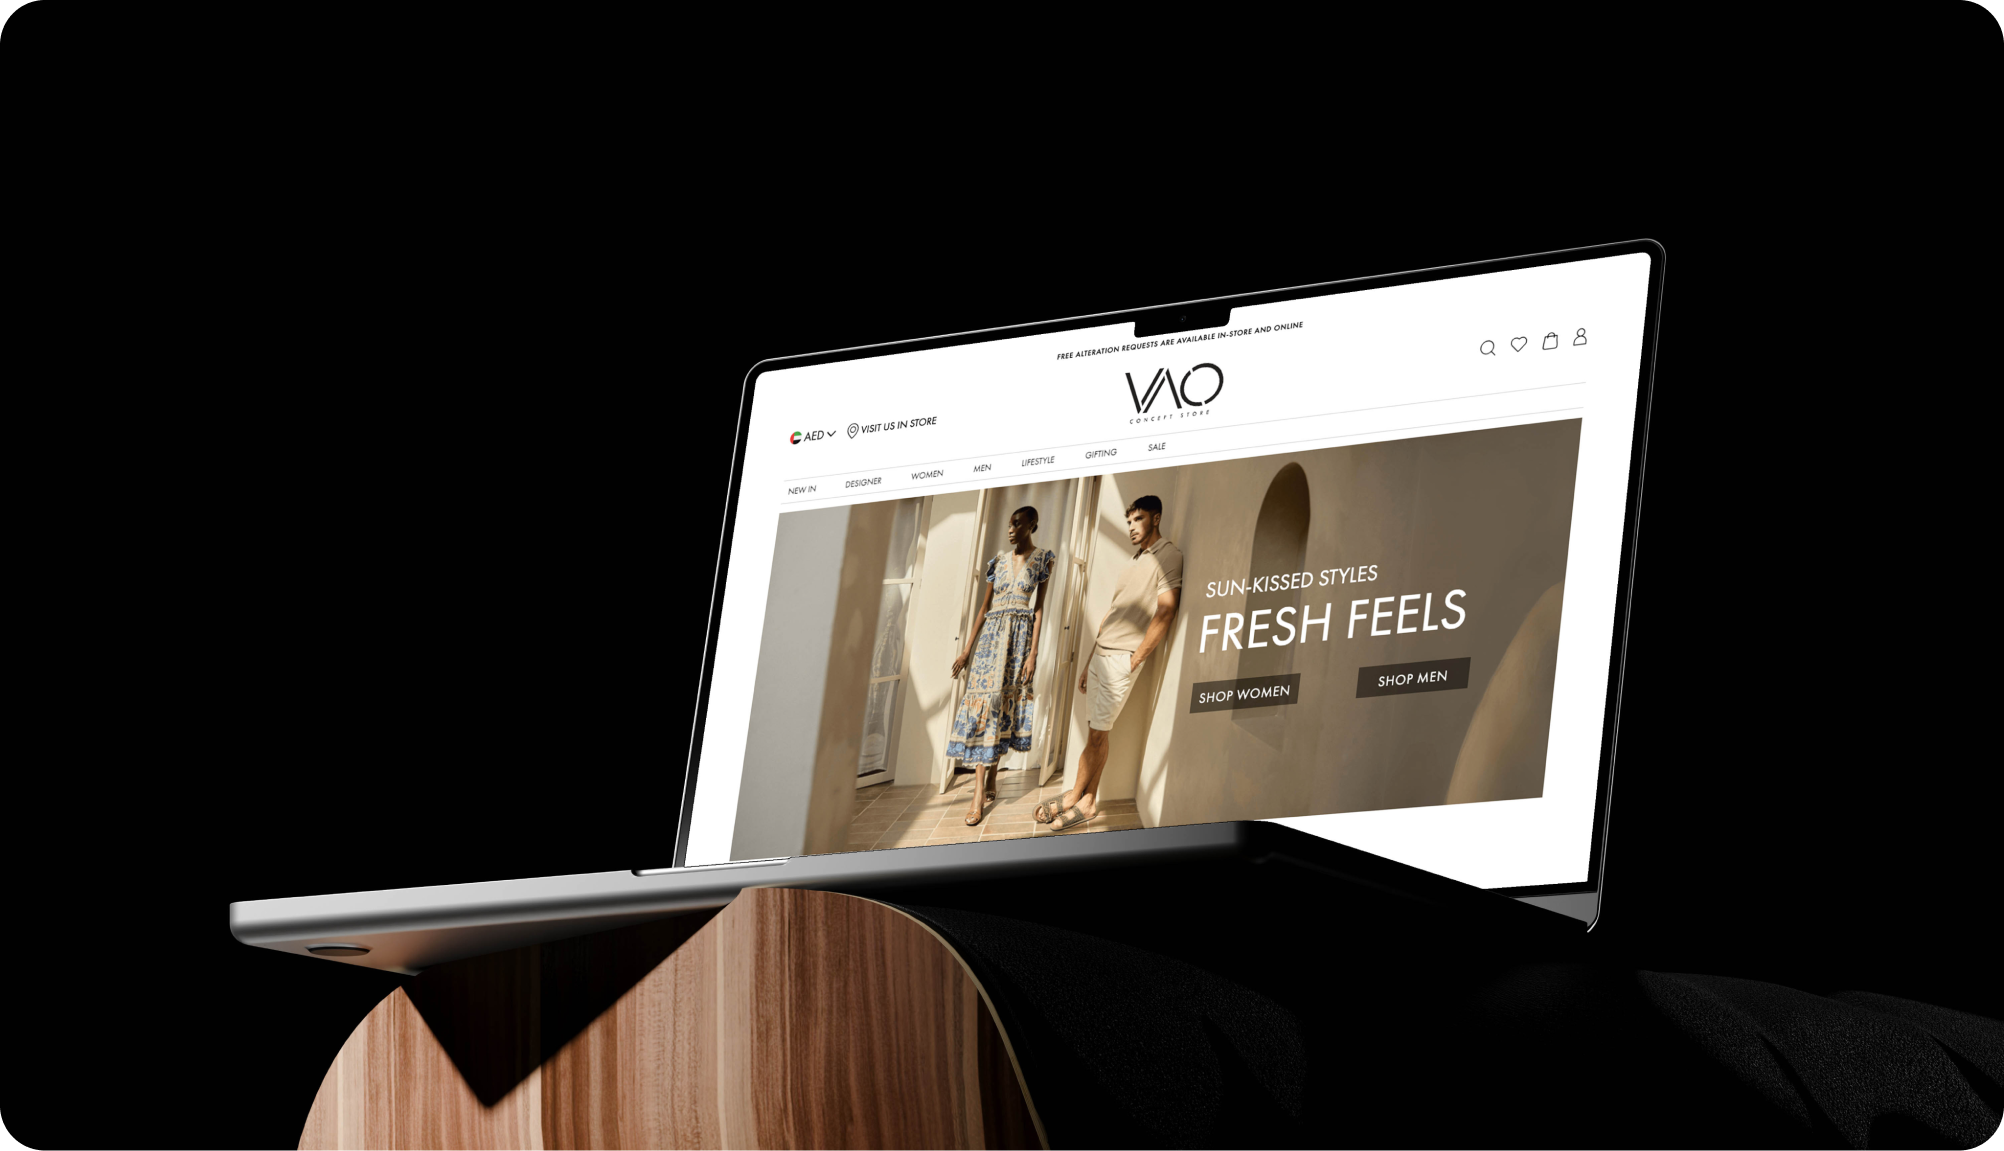 FREE ALTERATION REQUESTS ARE AVAILABLE IN-STORE AND ONLINE
VAO
CONCEPT STORE
AED
VISIT US IN STORE
NEW IN
DESIGNER
WOMEN
MEN
LIFESTYLE
GIFTING
SALE
SUN-KISSED STYLES
FRESH FEELS
SHOP WOMEN
SHOP MEN